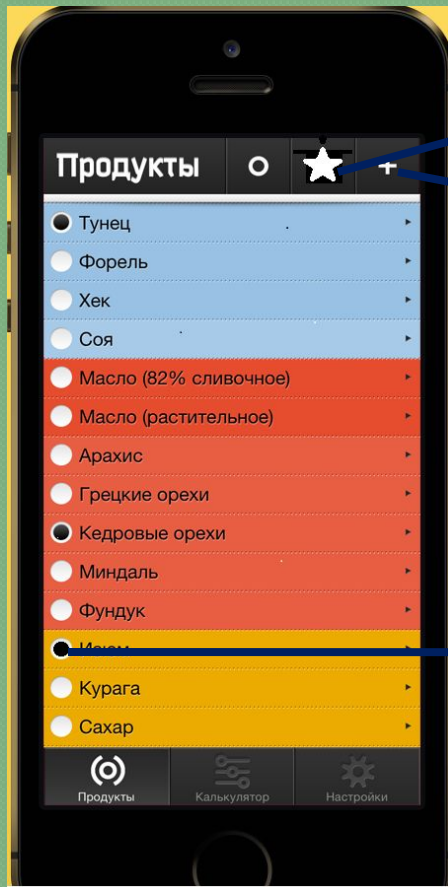 Продукты
Тунец
Форель
Хек
Соя
Масло (82% сливочное)
Масло (растительное)
Арахис
Грецкие орехи
Кедровые орехи
Миндаль
Фундук
Изюм
Курага
Сахар
Продукты Калькулятор Настройки